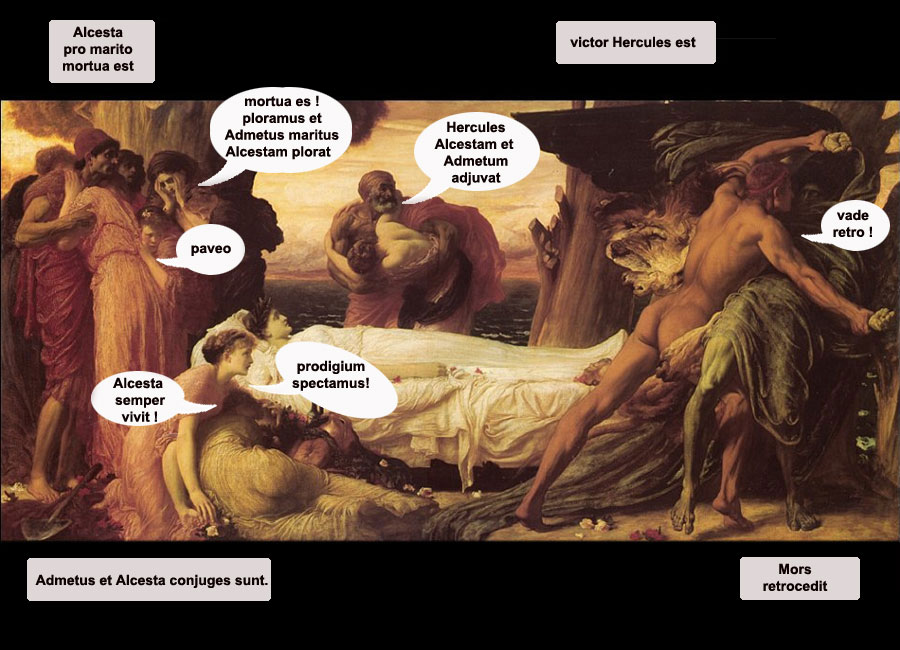 Alcesta
pro marito
mortua est
victor Hercules est
mortua es !
ploramus et
Admetus maritus
Alcestam plorat
Hercules
Alcestam et
Admetum
adjuvat
vade
retro !
paveo
prodigium
spectamus!
Alcesta
semper
vivit !
Admetus et Alcesta conjuges sunt.
Mors
retrocedit